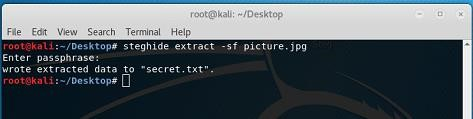 root@kali: ~/Desktop
File Edit View Search Terminal Help
root@kali:~/Desktop# steghide extract -sf picture.jpg
Enter passphrase:
wrote extracted data to "secret.txt".
root@kali:~/Desktop#